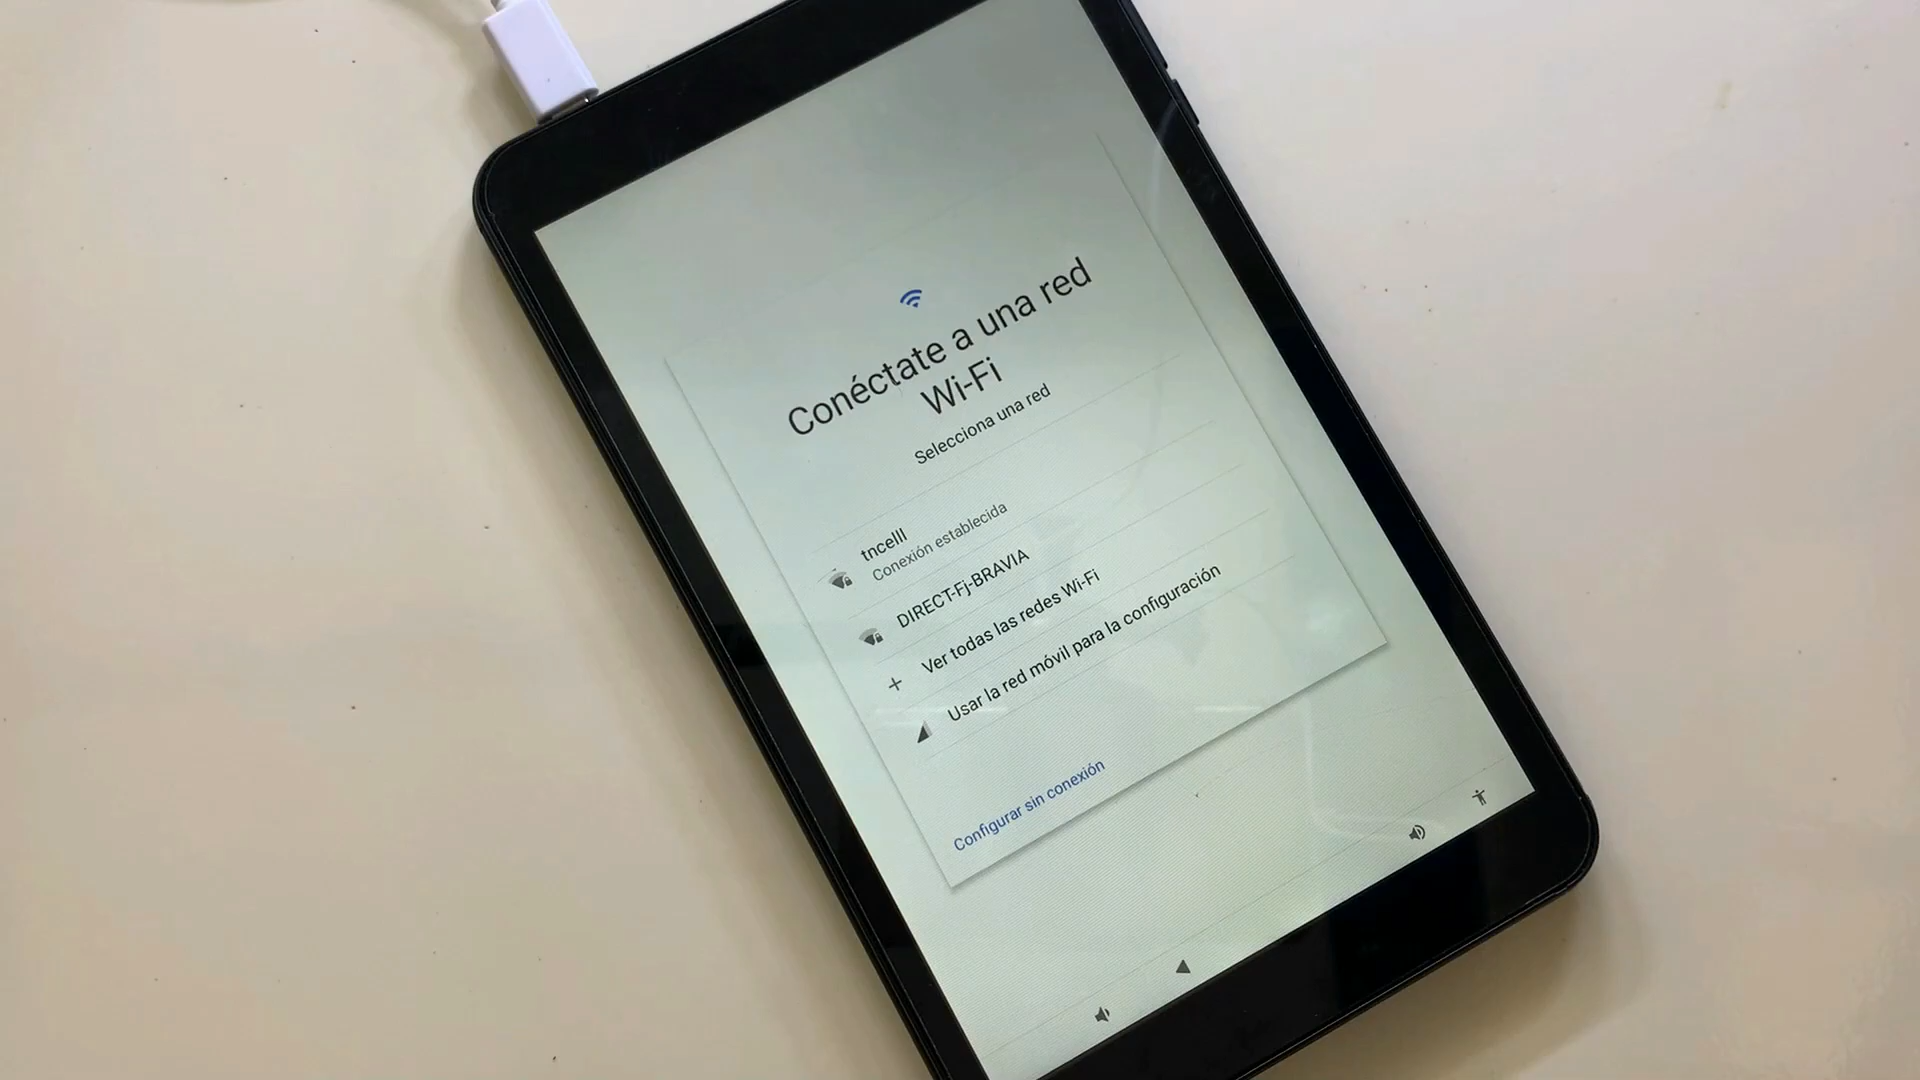 Conéctate a una red
Wi-Fi
Selecciona una red
tncelll
Conexión establecida
DIRECT-Fj-BRAVIA
Ver todas las redes Wi-Fi
Usar la red móvil para la configuración
Configurar sin conexión